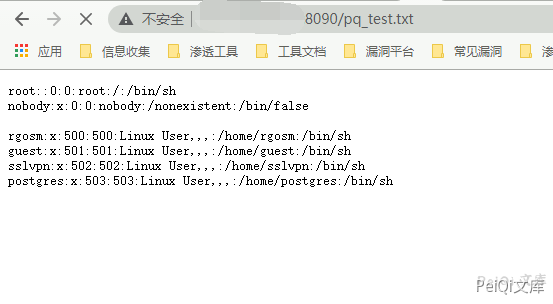 不安全 8090/pq_test.txt
应用 信息收集 渗透工具 工具文档 漏洞平台 常见漏洞
root::0:0:root:/:/bin/sh
nobody:x:0:0:nobody:/nonexistent:/bin/false
rgosm:x:500:500:Linux User,,,:/home/rgosm:/bin/sh
guest:x:501:501:Linux User,,,:/home/guest:/bin/sh
sslvpn:x:502:502:Linux User,,,:/home/sslvpn:/bin/sh
postgres:x:503:503:Linux User,,,:/home/postgres:/bin/sh
PeiQi 文库
PeiQi文库